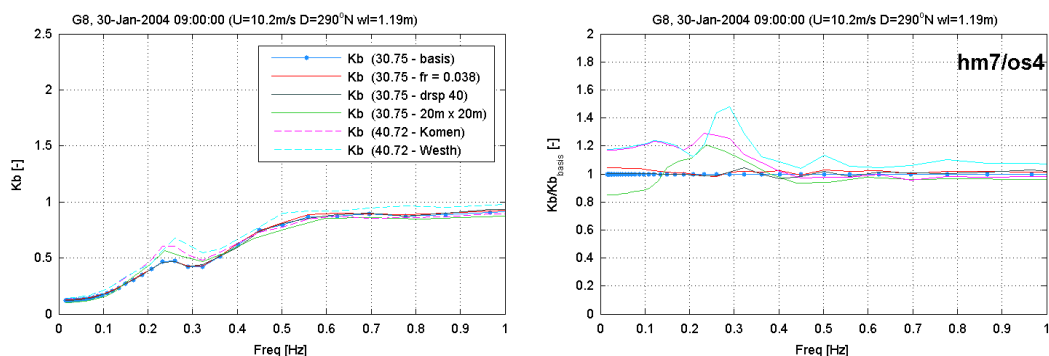 G8, 30-Jan-2004 09:00:00 (U=10.2m/s D=290°N wl=1.19m)
2.5
2
1.5
1
0.5
0
Kb [-]
Kb (30.75 - basis)
Kb (30.75 - fr = 0.038)
Kb (30.75 - drsp 40)
Kb (30.75 - 20m x 20m)
Kb (40.72 - Komen)
Kb (40.72 - Westh)
0 0.1 0.2 0.3 0.4 0.5 0.6 0.7 0.8 0.9 1
Freq [Hz]
G8, 30-Jan-2004 09:00:00 (U=10.2m/s D=290°N wl=1.19m)
hm7/os4
2
1.8
1.6
1.4
1.2
1
0.8
0.6
0.4
0.2
0
Kb/Kb basis [-]
0 0.1 0.2 0.3 0.4 0.5 0.6 0.7 0.8 0.9 1
Freq [Hz]